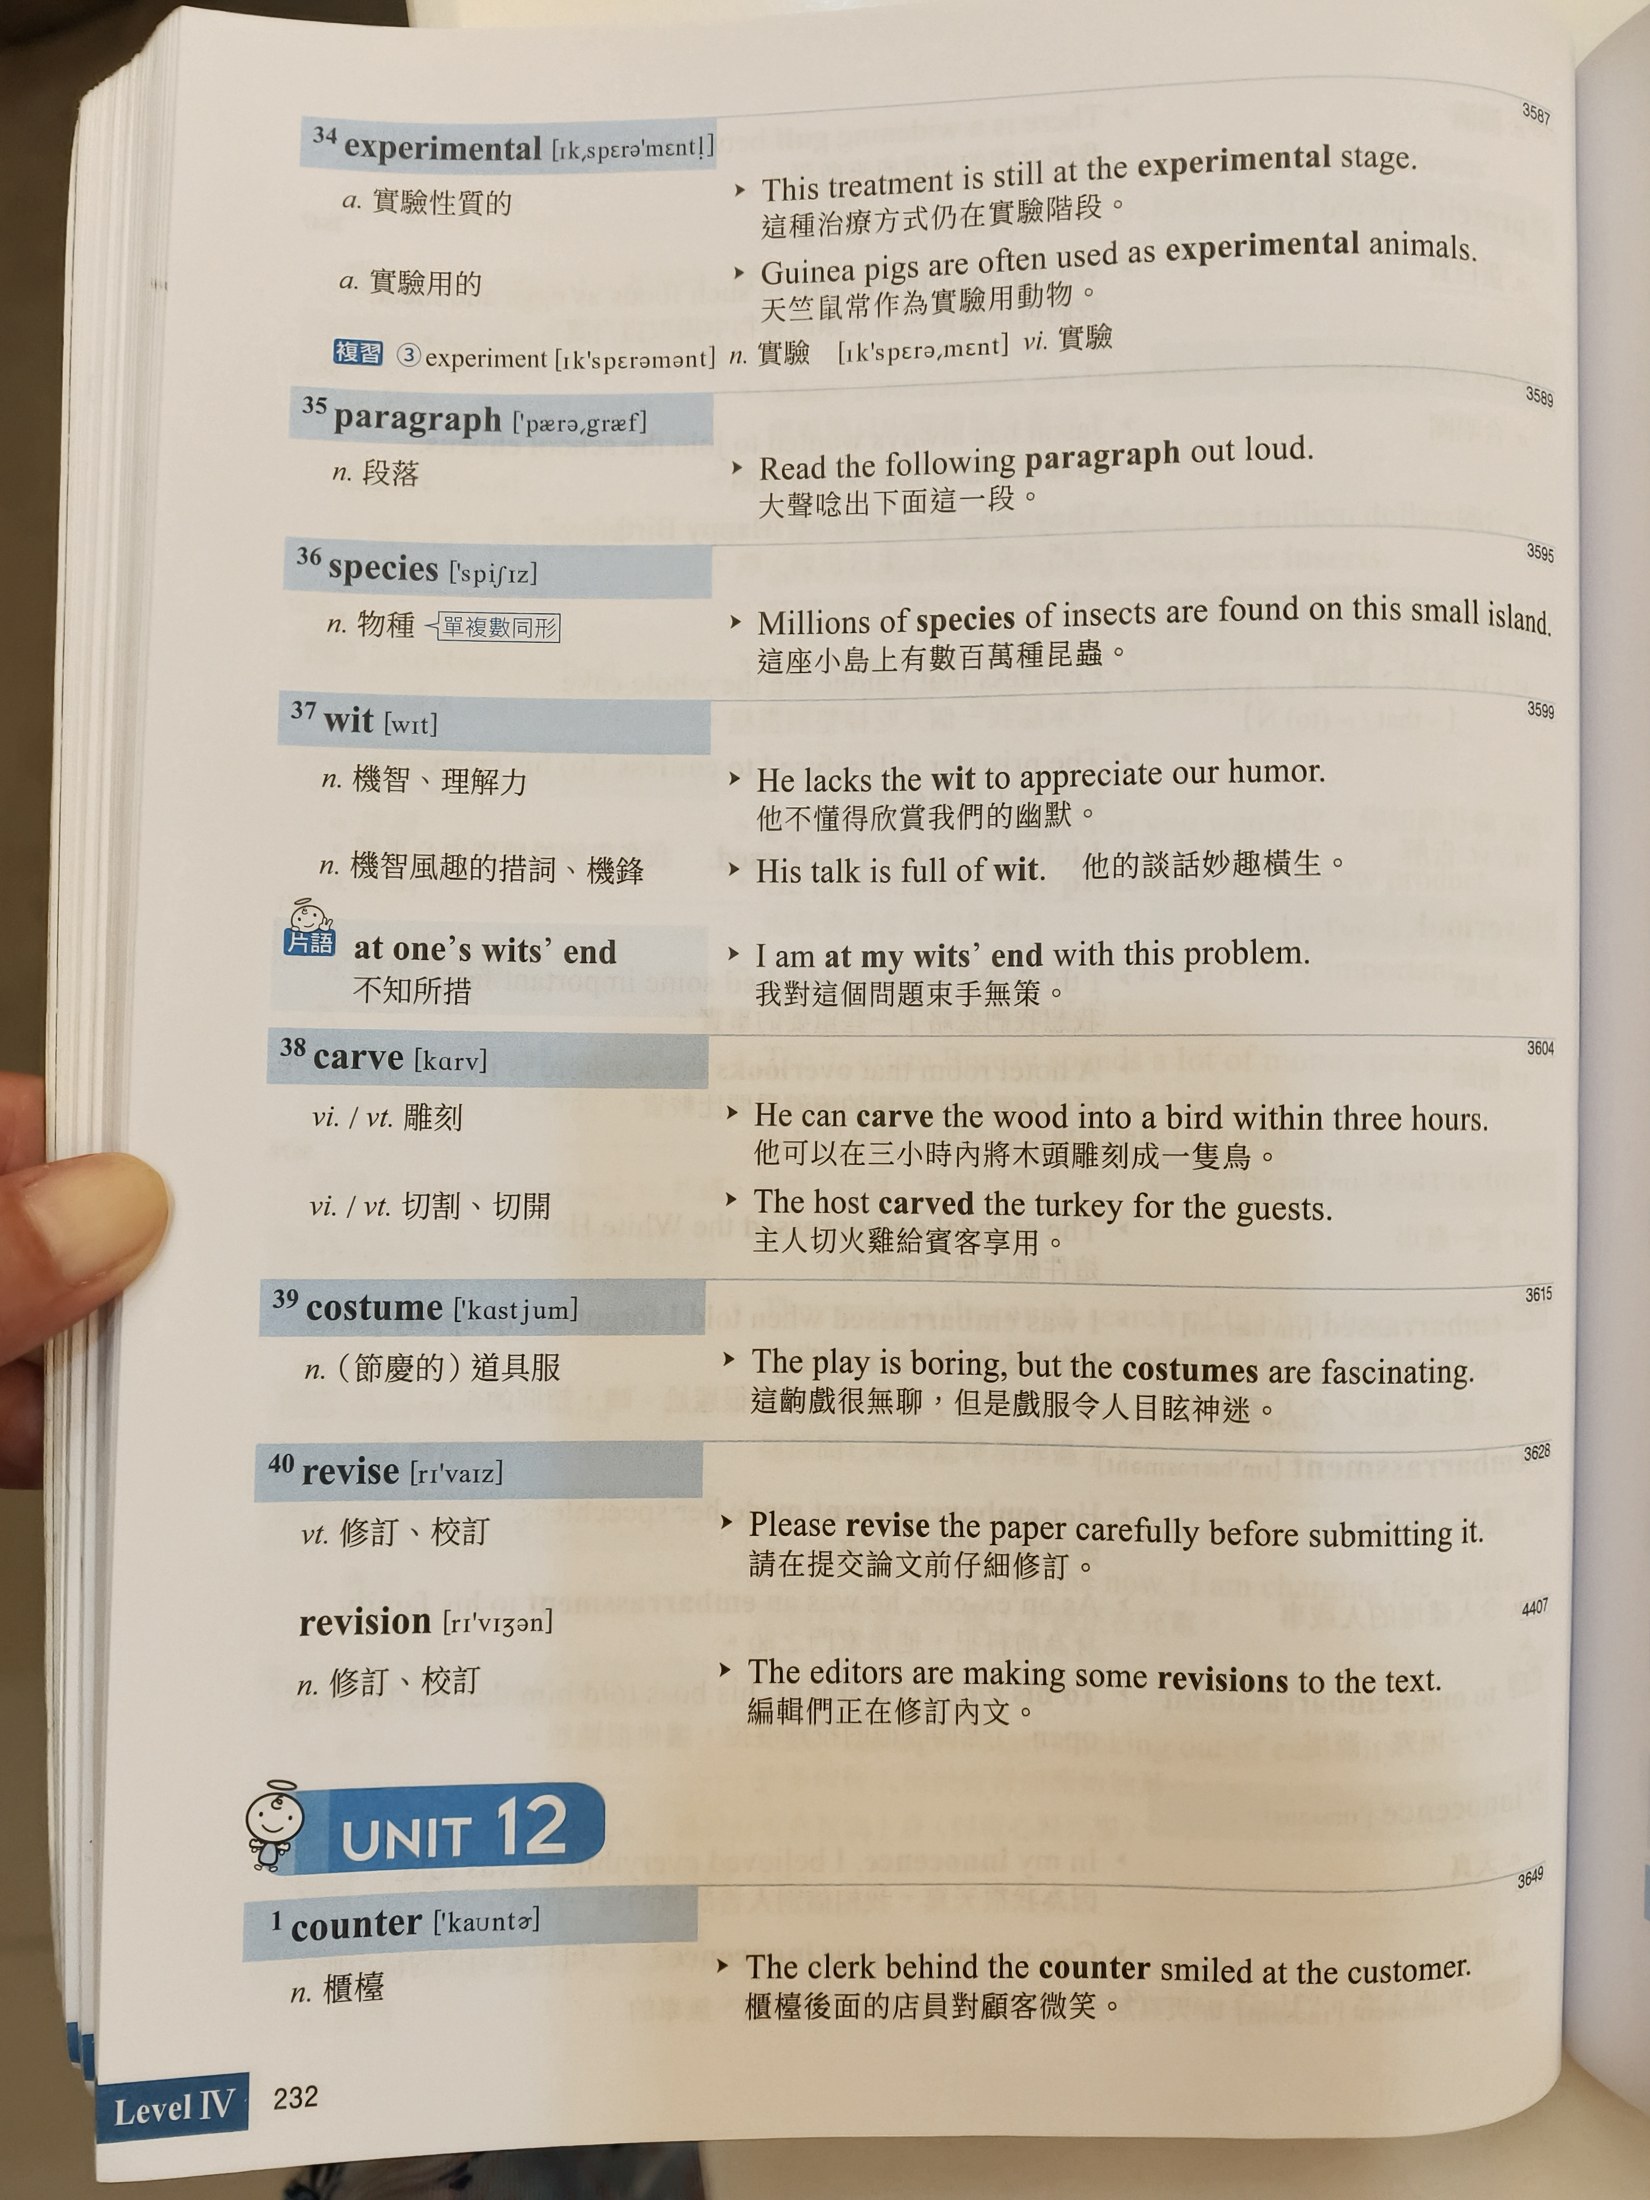 3587
34 experimental [ɪk͵spɛrə'mɛntl̩]
a. 實驗性質的 ➤ This treatment is still at the experimental stage.
這種治療方式仍在實驗階段。
a. 實驗用的 ➤ Guinea pigs are often used as experimental animals.
天竺鼠常作為實驗用動物。
複習 ③ experiment [ɪk'spɛrəmənt] n. 實驗 [ɪk'spɛrə͵mɛnt] vi. 實驗
3589
35 paragraph ['pærə͵græf]
n. 段落 ➤ Read the following paragraph out loud.
大聲唸出下面這一段。
3595
36 species ['spiʃɪz]
n. 物種 單複數同形 ➤ Millions of species of insects are found on this small island.
這座小島上有數百萬種昆蟲。
3599
37 wit [wɪt]
n. 機智、理解力 ➤ He lacks the wit to appreciate our humor.
他不懂得欣賞我們的幽默。
n. 機智風趣的措詞、機鋒 ➤ His talk is full of wit. 他的談話妙趣橫生。
片語 at one's wits' end ➤ I am at my wits' end with this problem.
不知所措 我對這個問題束手無策。
3604
38 carve [kɑrv]
vi. / vt. 雕刻 ➤ He can carve the wood into a bird within three hours.
他可以在三小時內將木頭雕刻成一隻鳥。
vi. / vt. 切割、切開 ➤ The host carved the turkey for the guests.
主人切火雞給賓客享用。
3615
39 costume ['kɑstjum]
n.（節慶的）道具服 ➤ The play is boring, but the costumes are fascinating.
這齣戲很無聊，但是戲服令人目眩神迷。
3628
40 revise [rɪ'vaɪz]
vt. 修訂、校訂 ➤ Please revise the paper carefully before submitting it.
請在提交論文前仔細修訂。
revision [rɪ'vɪʒən] 4407
n. 修訂、校訂 ➤ The editors are making some revisions to the text.
編輯們正在修訂內文。
UNIT 12
3649
1 counter ['kaʊntɚ]
n. 櫃檯 ➤ The clerk behind the counter smiled at the customer.
櫃檯後面的店員對顧客微笑。
Level Ⅳ 232